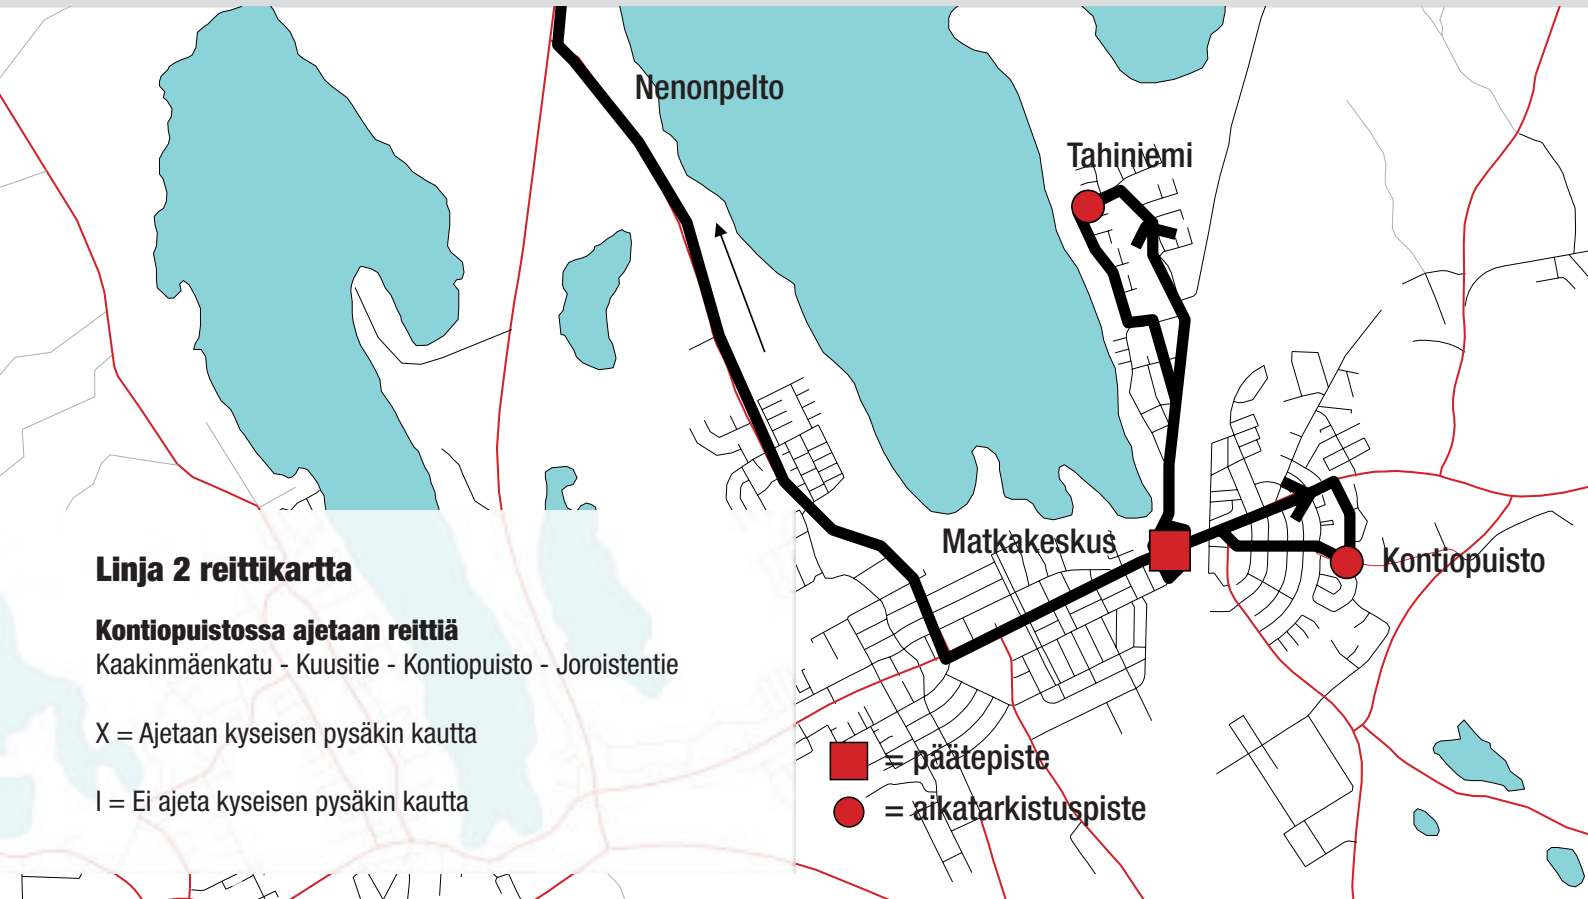 Nenonpelto
Tahiniemi
Matkakeskus
Kontiopuisto
Linja 2 reittikartta
Kontiopuistossa ajetaan reittiä
Kaakinmäenkatu - Kuusitie - Kontiopuisto - Joroistentie
X = Ajetaan kyseisen pysäkin kautta
I = Ei ajeta kyseisen pysäkin kautta
= päätepiste
= aikatarkistuspiste